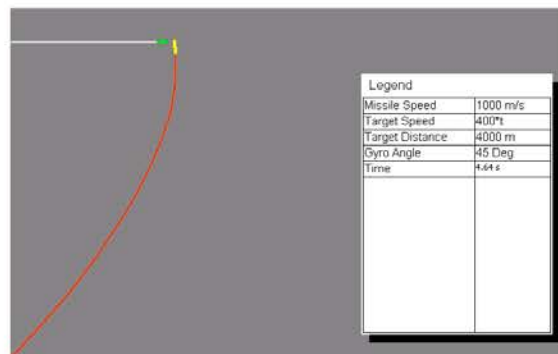 Legend
Missile Speed 1000 m/s
Target Speed 400*t
Target Distance 4000 m
Gyro Angle 45 Deg
Time 4.64 s